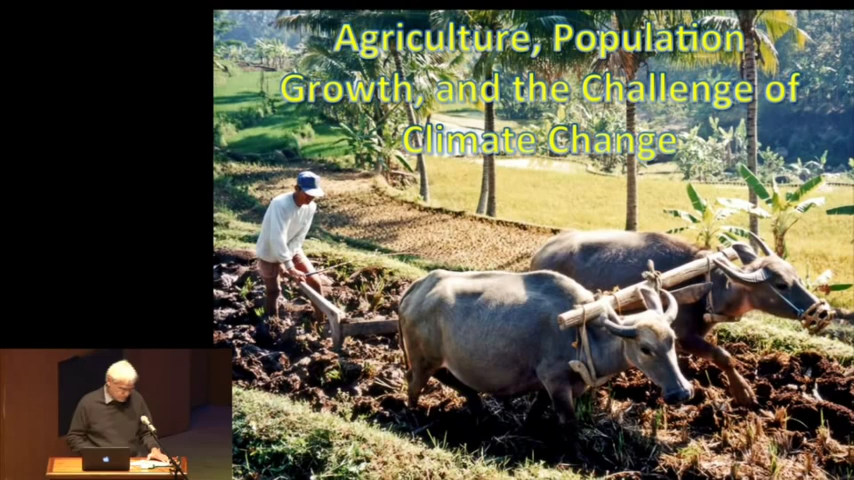 Agriculture, Population
Growth, and the Challenge of
Climate Change